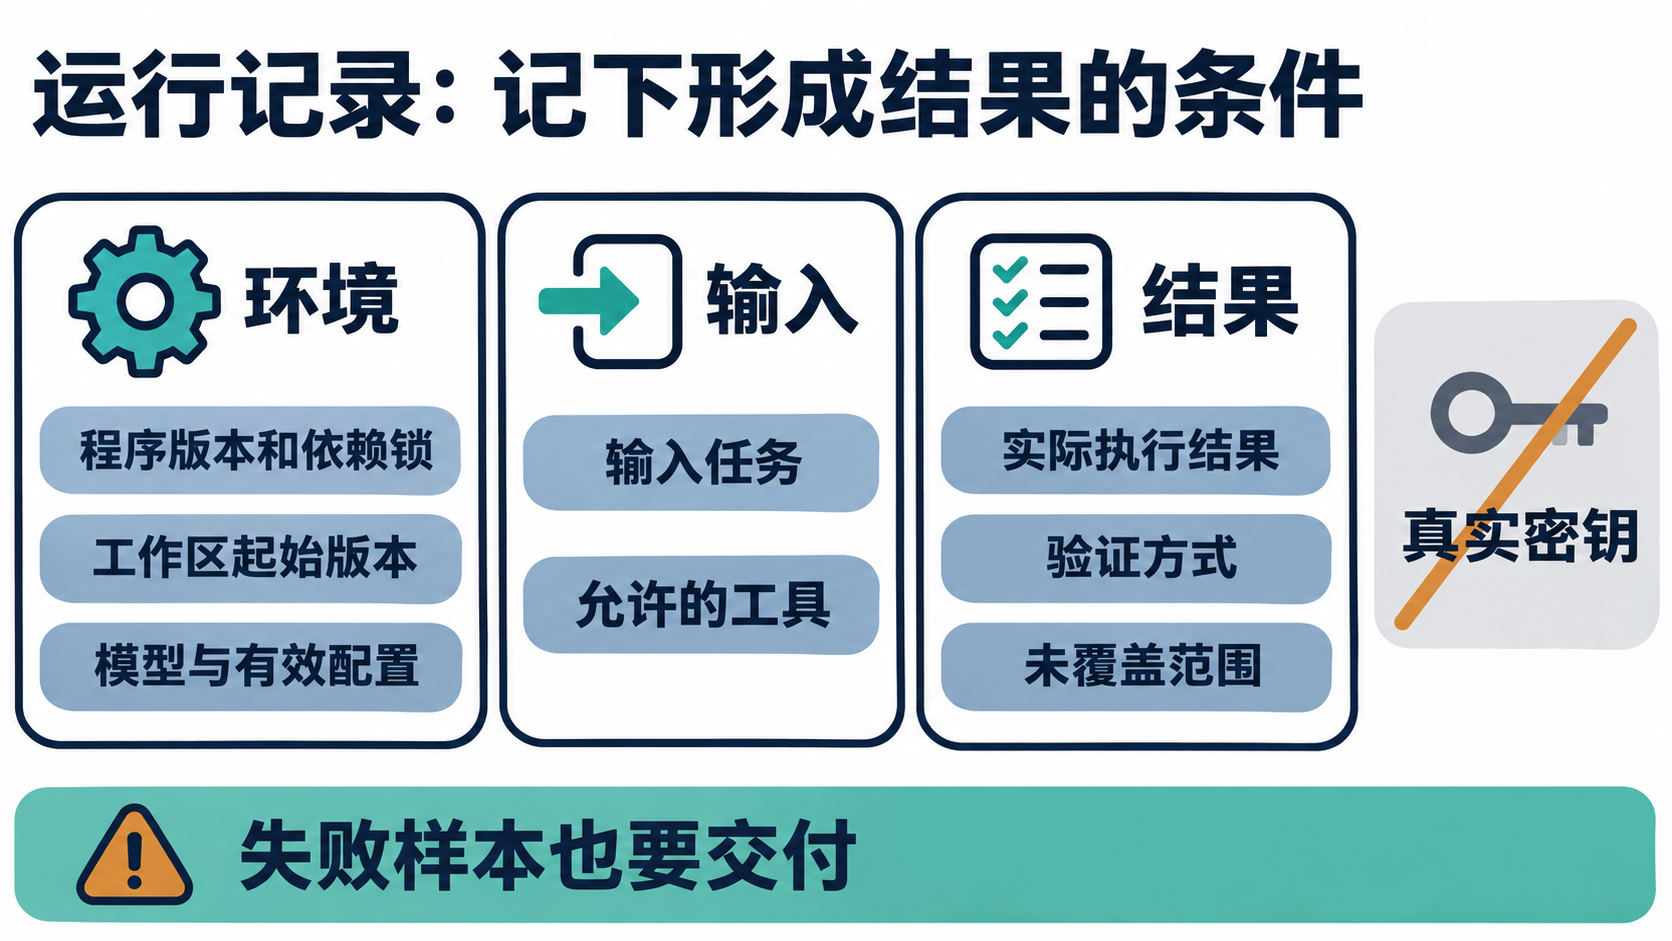 运行记录：记下形成结果的条件
环境
程序版本和依赖锁
工作区起始版本
模型与有效配置
输入
输入任务
允许的工具
结果
实际执行结果
验证方式
未覆盖范围
真实密钥
失败样本也要交付